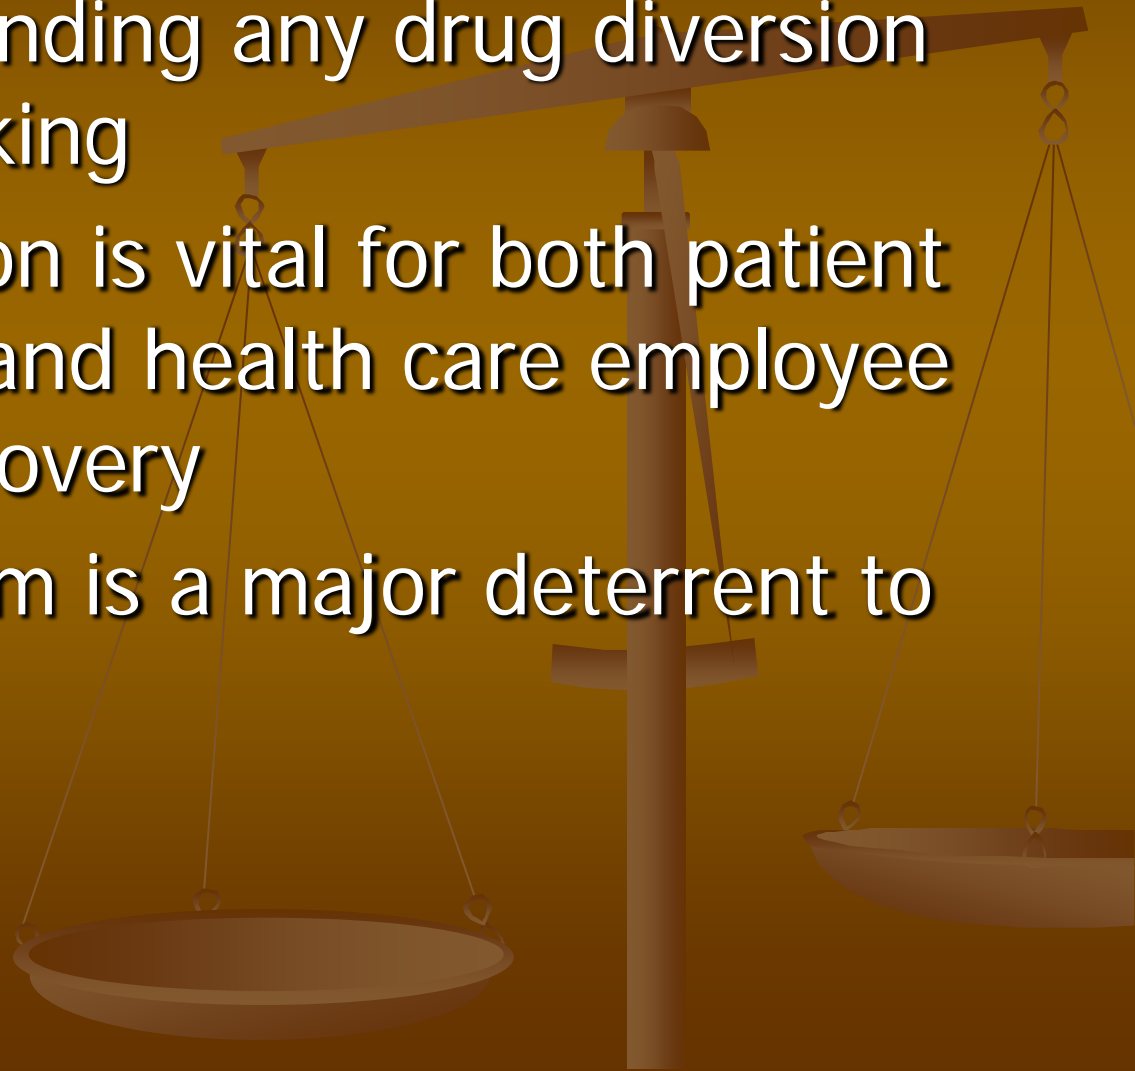 nding any drug diversion
king
on is vital for both patient
and health care employee
overy
m is a major deterrent to